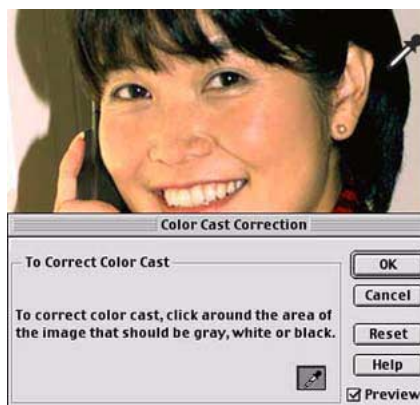 Color Cast Correction
To Correct Color Cast
To correct color cast, click around the area of
the image that should be gray, white or black.
OK
Cancel
Reset
Help
Preview